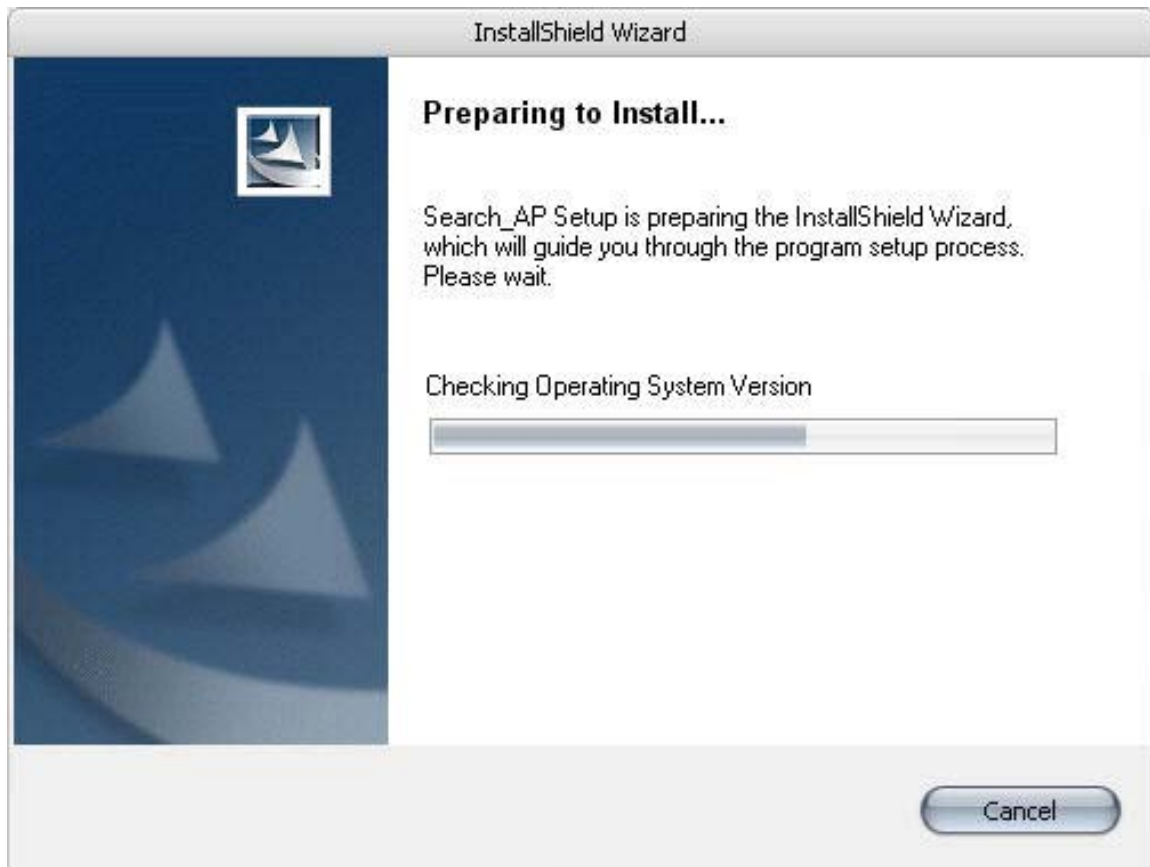 InstallShield Wizard
Preparing to Install...
Search_AP Setup is preparing the InstallShield Wizard,
which will guide you through the program setup process.
Please wait.
Checking Operating System Version
Cancel